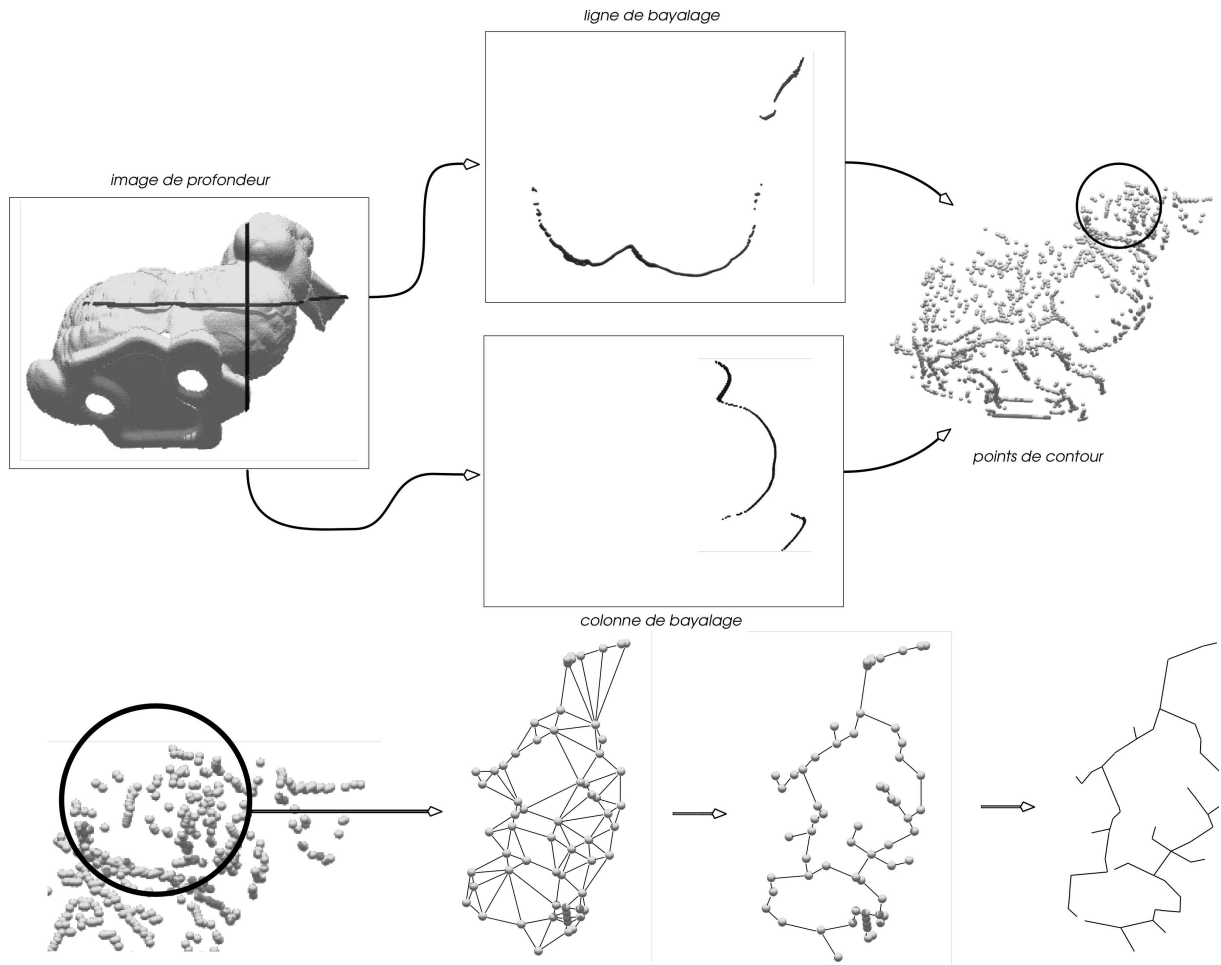 ligne de bayalage
image de profondeur
points de contour
colonne de bayalage